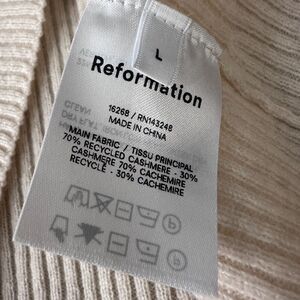 L
Reformation
16268 / RN143248
MADE IN CHINA
MAIN FABRIC / TISSU PRINCIPAL
70% RECYCLED CASHMERE - 30%
CASHMERE 70% CACHEMIRE
RECYCLÉ - 30% CACHEMIRE